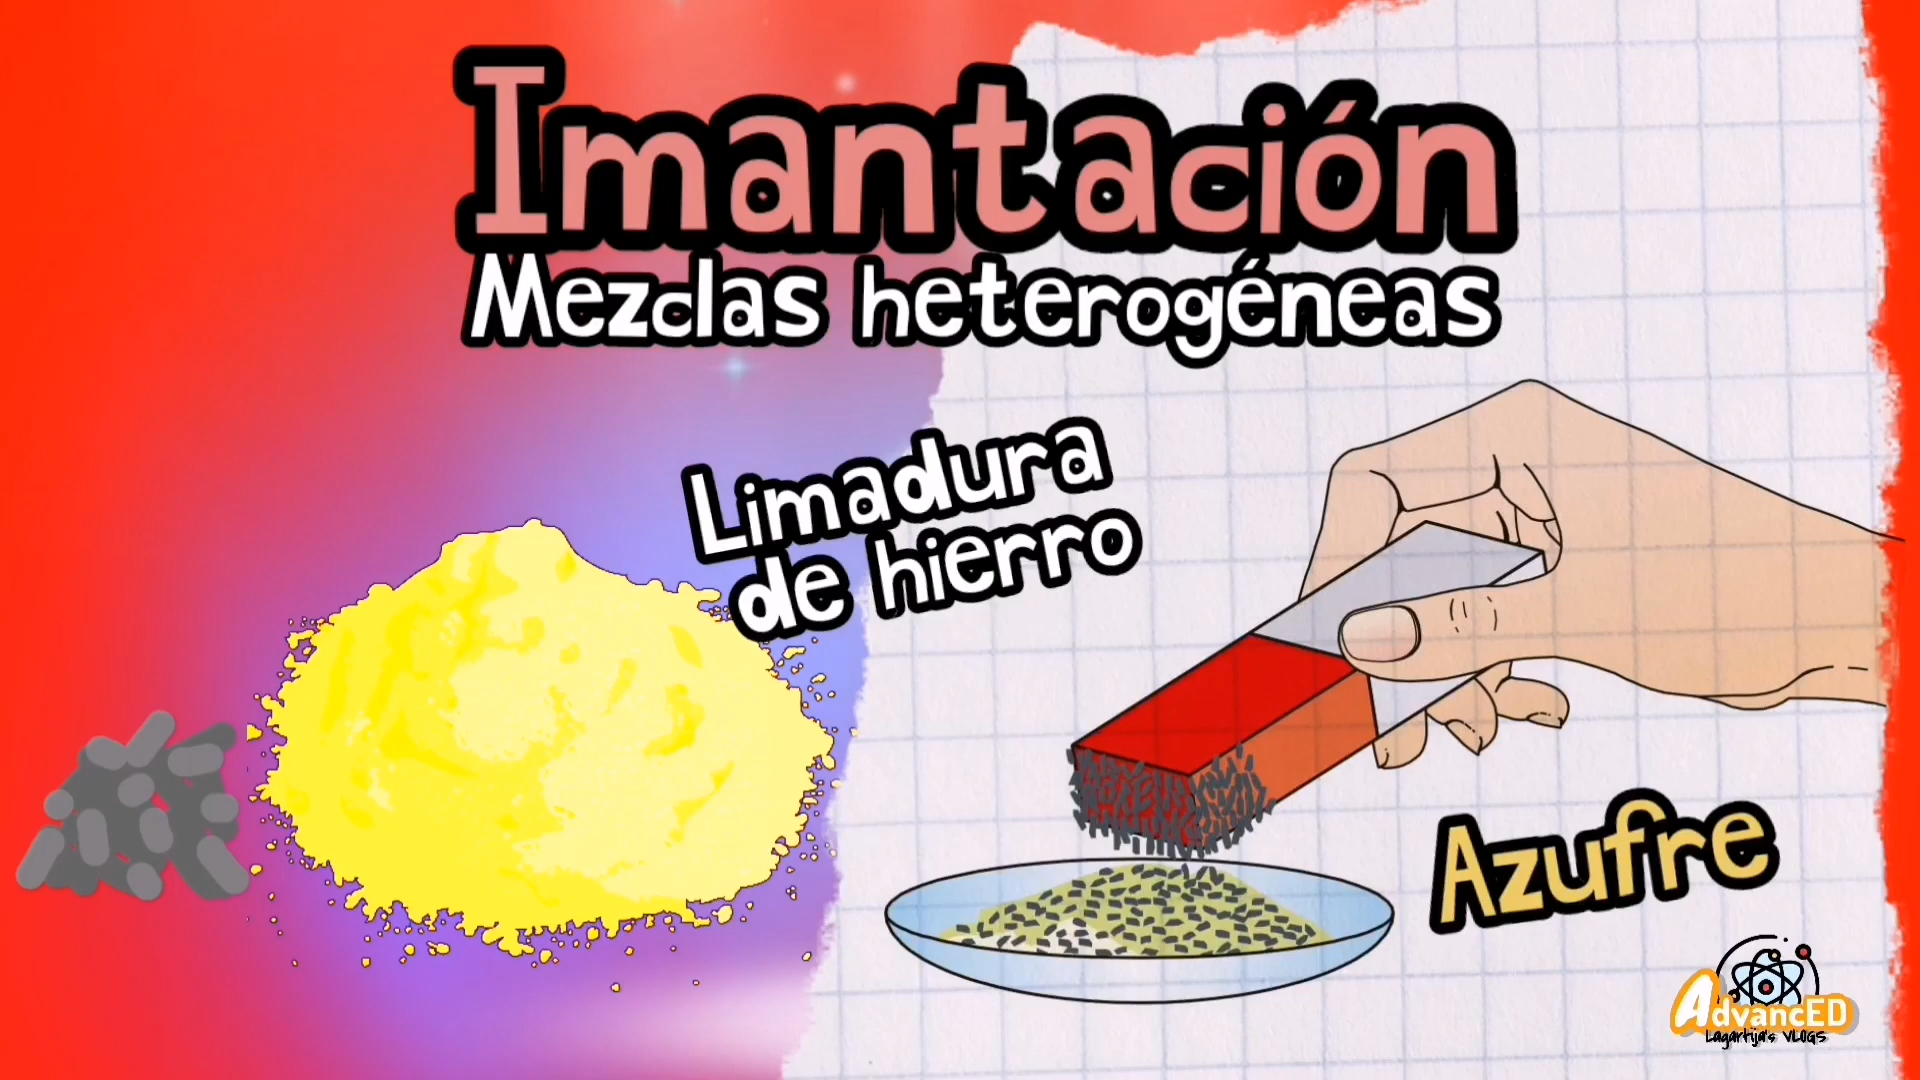 Imantación
Mezclas heterogéneas
Limadura
de hierro
Azufre
AdvancED
Lagartija's VLOGS